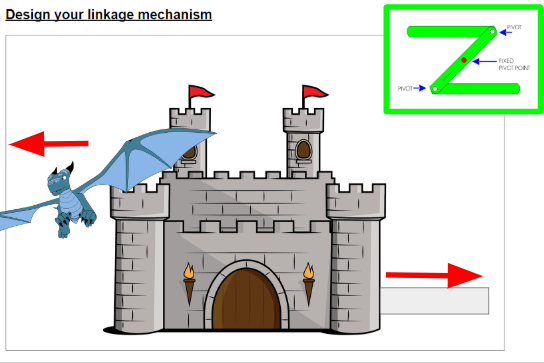 Design your linkage mechanism
PIVOT
FIXED
PIVOT POINT
PIVOT